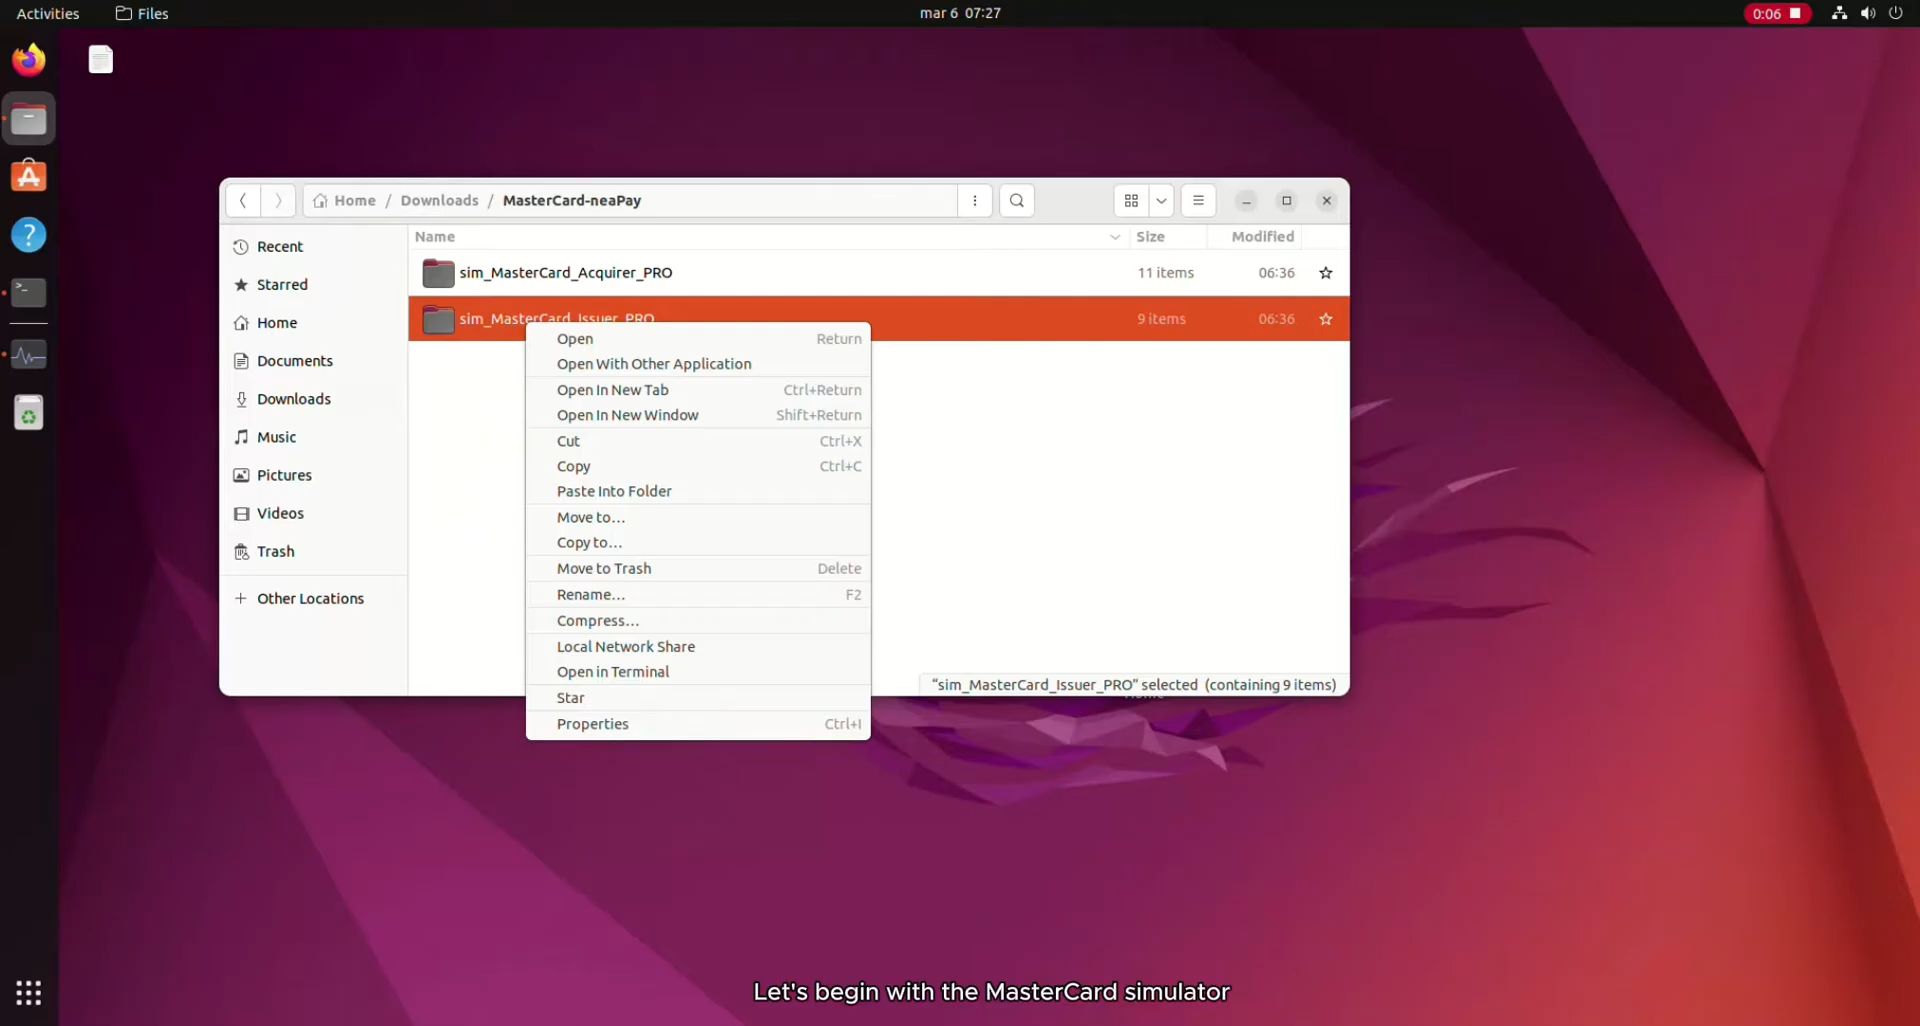 Activities Files mar 6 07:27 0:06
Home / Downloads / MasterCard-neaPay
Name Size Modified
Recent
sim_MasterCard_Acquirer_PRO 11 items 06:36
Starred
sim_MasterCard_Issuer_PRO 9 items 06:36
Home
Documents
Downloads
Music
Pictures
Videos
Trash
Other Locations
Open Return
Open With Other Application
Open In New Tab Ctrl+Return
Open In New Window Shift+Return
Cut Ctrl+X
Copy Ctrl+C
Paste Into Folder
Move to…
Copy to…
Move to Trash Delete
Rename… F2
Compress…
Local Network Share
Open in Terminal
Star
Properties Ctrl+I
“sim_MasterCard_Issuer_PRO” selected (containing 9 items)
Let's begin with the MasterCard simulator